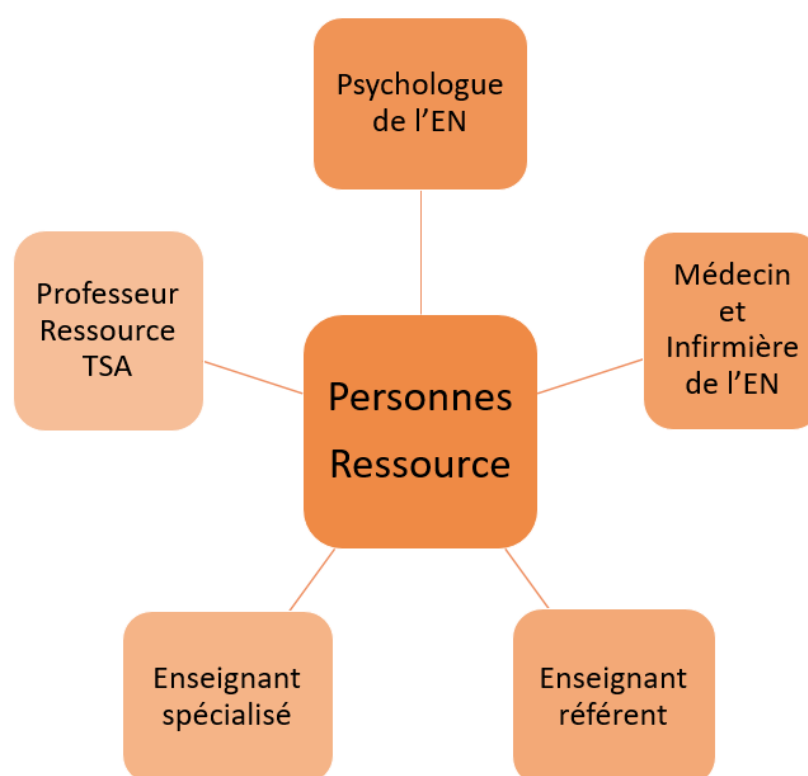 Psychologue
de l’EN
Professeur
Ressource
TSA
Médecin
et
Infirmière
de l’EN
Personnes
Ressource
Enseignant
spécialisé
Enseignant
référent